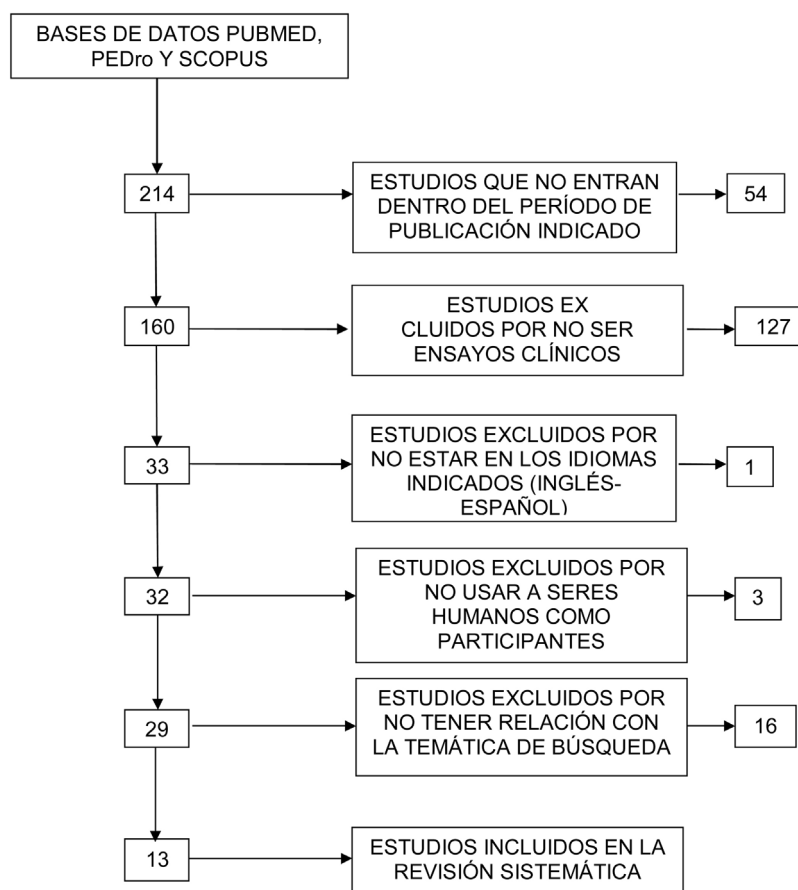 BASES DE DATOS PUBMED,
PEDro Y SCOPUS
214
ESTUDIOS QUE NO ENTRAN
DENTRO DEL PERÍODO DE
PUBLICACIÓN INDICADO
54
160
ESTUDIOS EX
CLUIDOS POR NO SER
ENSAYOS CLÍNICOS
127
33
ESTUDIOS EXCLUIDOS POR
NO ESTAR EN LOS IDIOMAS
INDICADOS (INGLÉS-
ESPAÑOL)
1
32
ESTUDIOS EXCLUIDOS POR
NO USAR A SERES
HUMANOS COMO
PARTICIPANTES
3
29
ESTUDIOS EXCLUIDOS POR
NO TENER RELACIÓN CON
LA TEMÁTICA DE BÚSQUEDA
16
13
ESTUDIOS INCLUIDOS EN LA
REVISIÓN SISTEMÁTICA